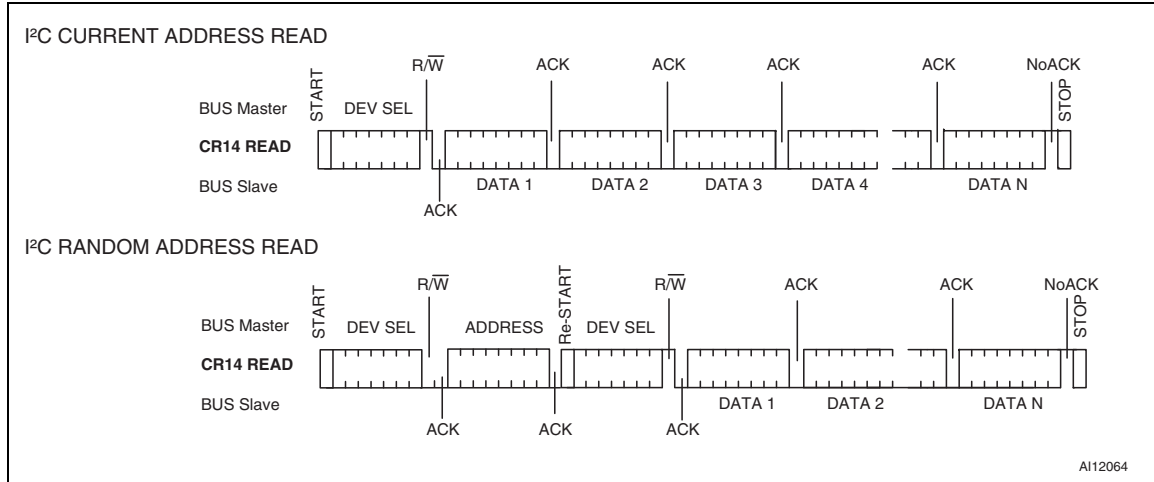 I²C CURRENT ADDRESS READ
R/W̅ ACK ACK ACK ACK NoACK
START
STOP
BUS Master DEV SEL
CR14 READ
BUS Slave DATA 1 DATA 2 DATA 3 DATA 4 DATA N
ACK
I²C RANDOM ADDRESS READ
R/W̅ R/W̅ ACK ACK NoACK
START
Re-START
STOP
BUS Master DEV SEL ADDRESS DEV SEL
CR14 READ
BUS Slave DATA 1 DATA 2 DATA N
ACK ACK ACK
AI12064